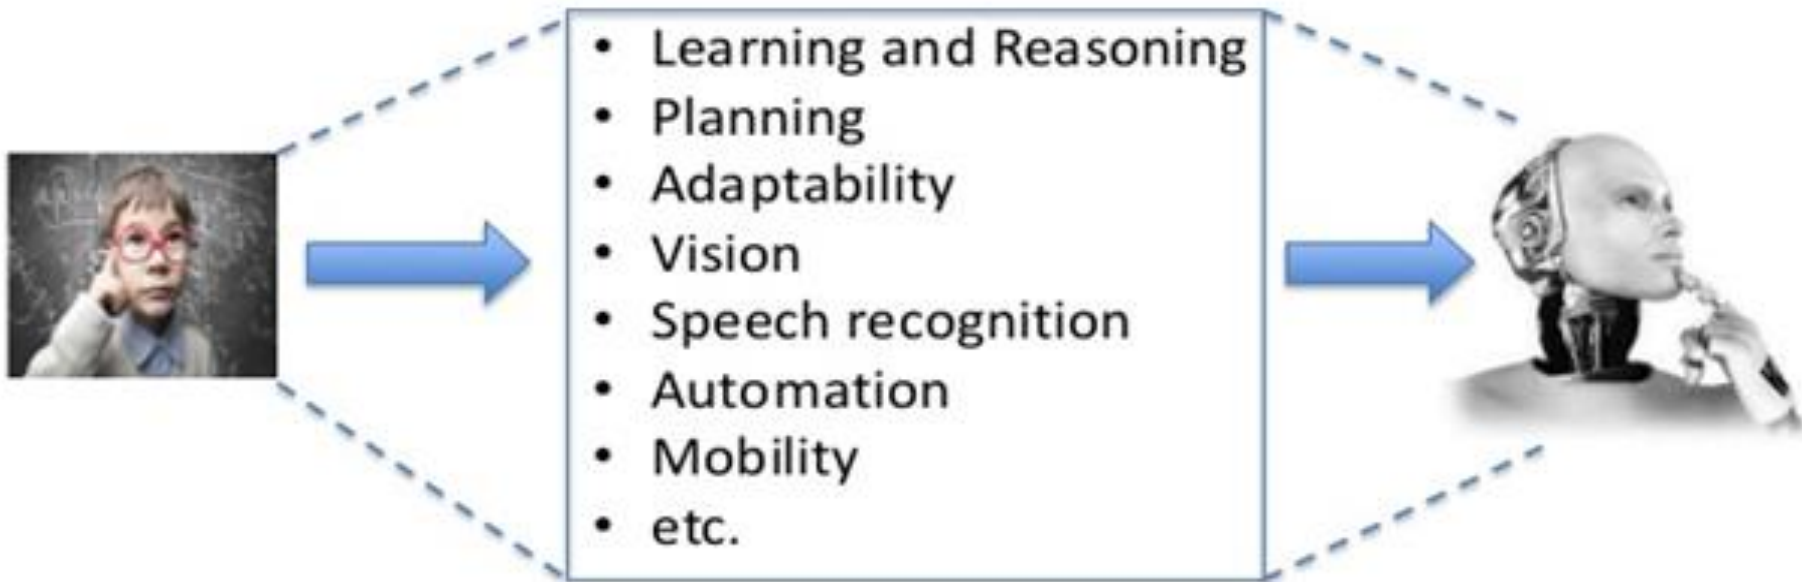 • Learning and Reasoning
• Planning
• Adaptability
• Vision
• Speech recognition
• Automation
• Mobility
• etc.